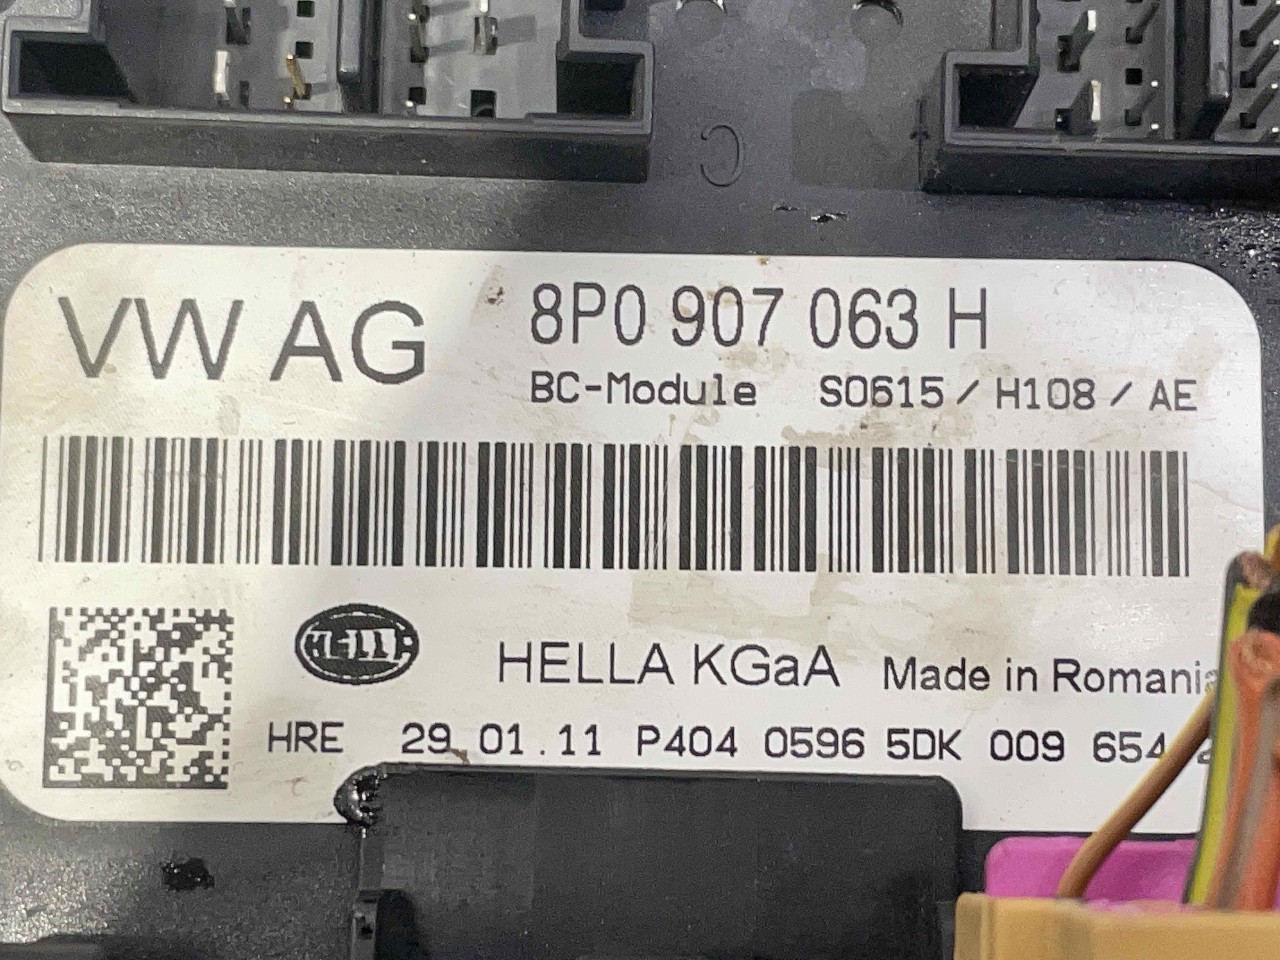 C
VW AG
8P0 907 063 H
BC-Module S0615 / H108 / AE
HELLA
HELLA KGaA Made in Romania
HRE 29.01.11 P404 0596 5DK 009 654